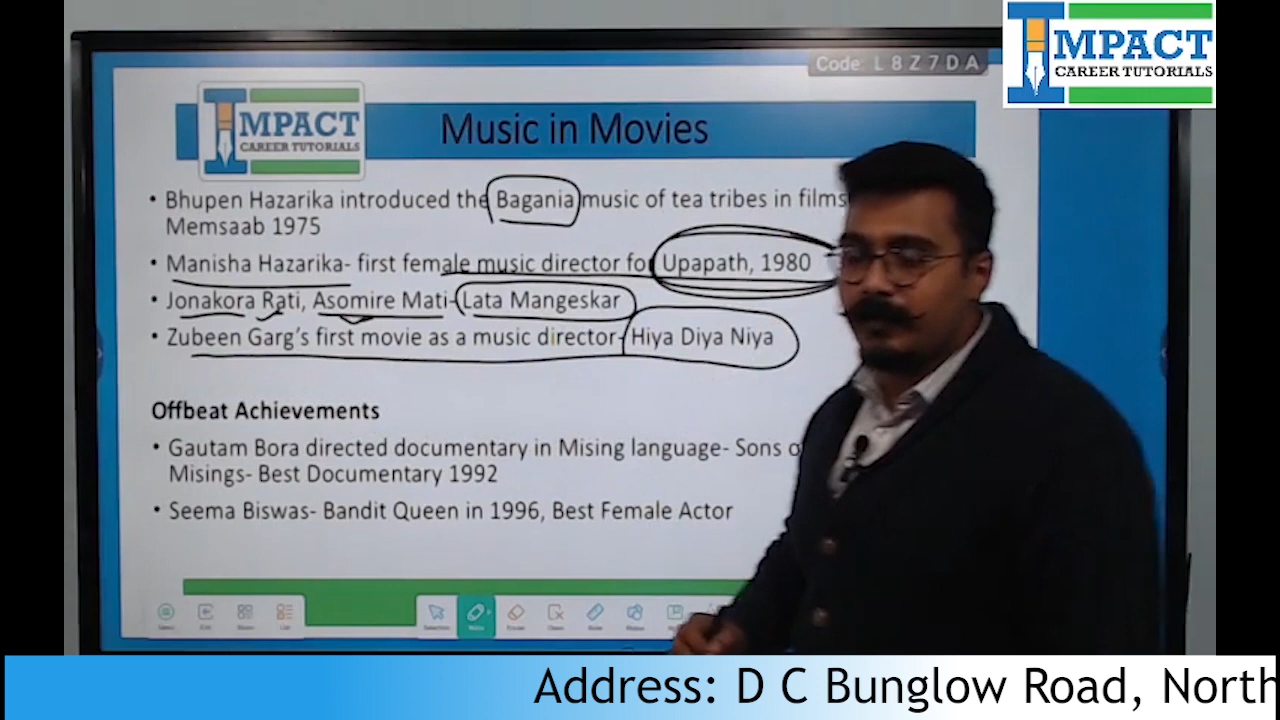 IMPACT
CAREER TUTORIALS
Code: L 8 Z 7 D A
IMPACT
CAREER TUTORIALS
Music in Movies
• Bhupen Hazarika introduced the Bagania music of tea tribes in films
Memsaab 1975
• Manisha Hazarika- first female music director for Upapath, 1980
• Jonakora Rati, Asomire Mati- Lata Mangeskar
• Zubeen Garg's first movie as a music director- Hiya Diya Niya
Offbeat Achievements
• Gautam Bora directed documentary in Mising language- Sons o
Misings- Best Documentary 1992
• Seema Biswas- Bandit Queen in 1996, Best Female Actor
Address: D C Bunglow Road, North